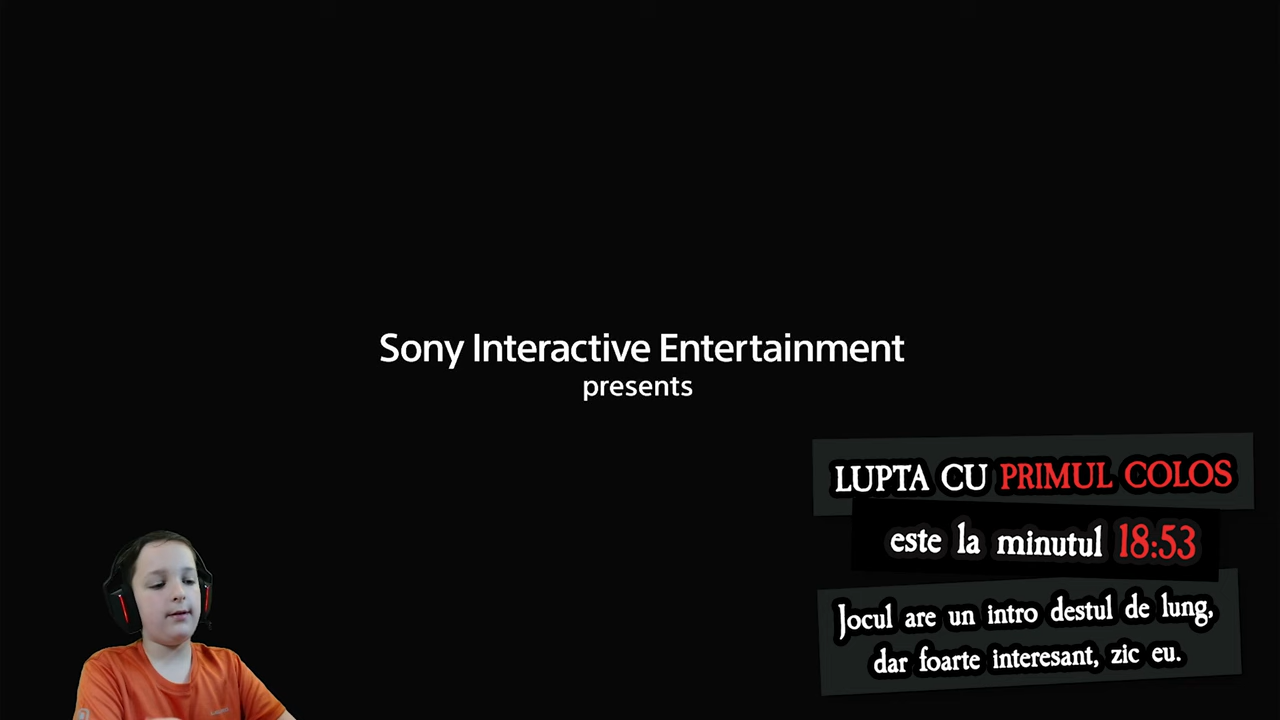 Sony Interactive Entertainment
presents
LUPTA CU PRIMUL COLOS
este la minutul 18:53
Jocul are un intro destul de lung,
dar foarte interesant, zic eu.